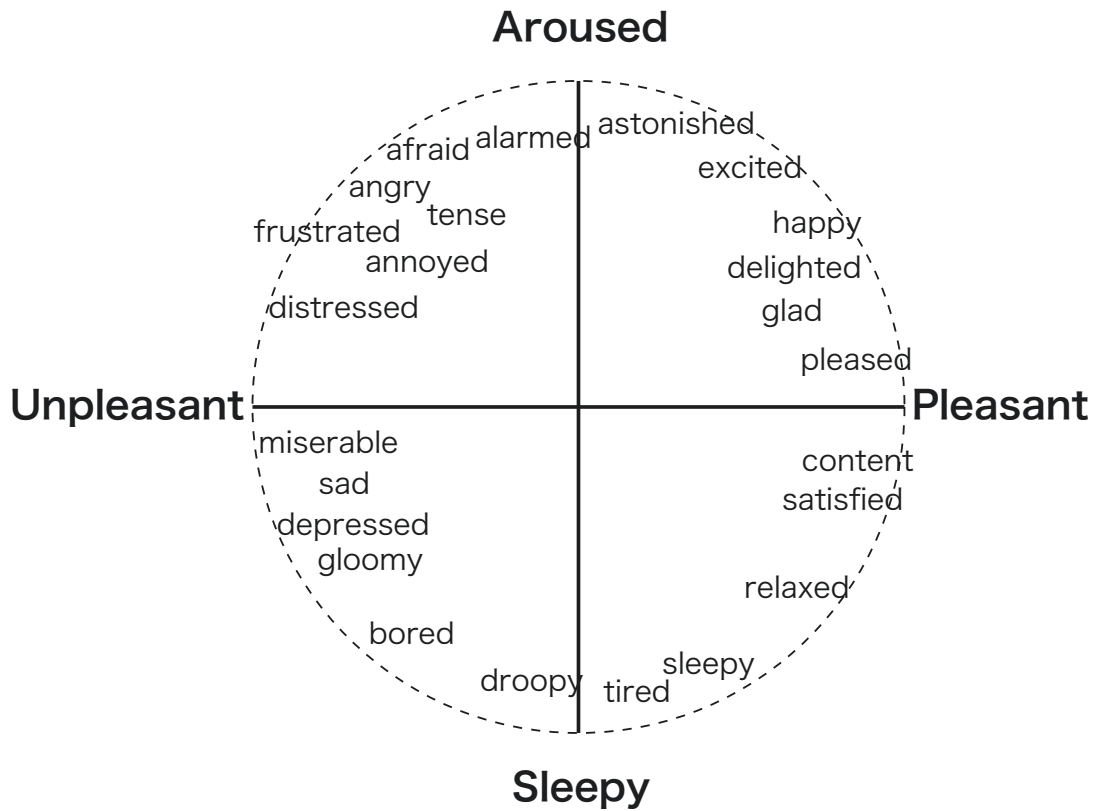 Aroused
astonished
alarmed
afraid
excited
angry
tense
happy
frustrated
annoyed
delighted
distressed
glad
pleased
Unpleasant
Pleasant
miserable
content
sad
satisfied
depressed
gloomy
relaxed
bored
sleepy
droopy
tired
Sleepy